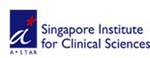 a*
A★STAR
Singapore Institute
for Clinical Sciences